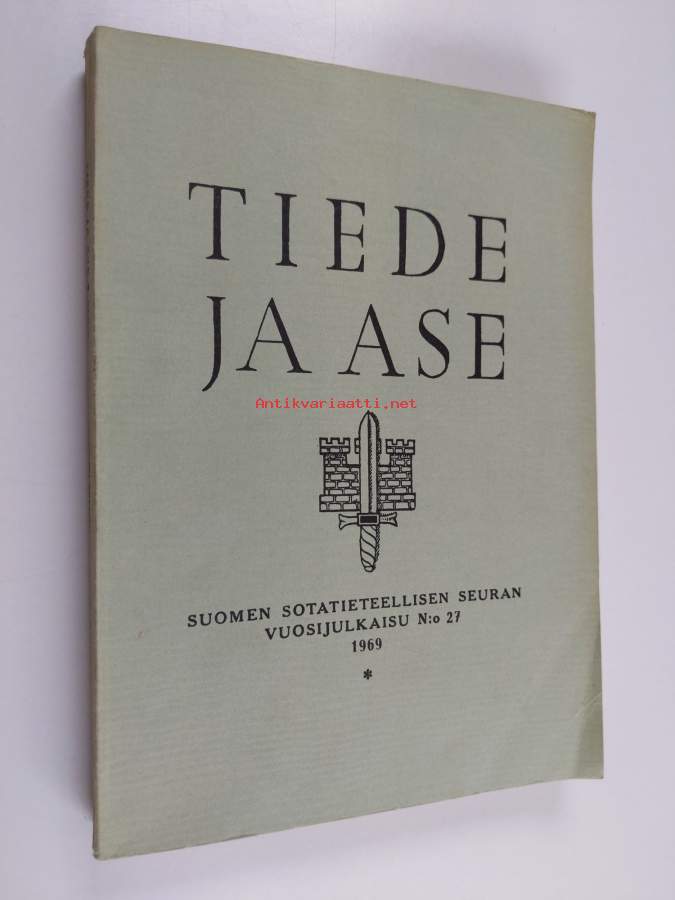 TIEDE
JA ASE
Antikvariaatti.net
SUOMEN SOTATIETEELLISEN SEURAN
VUOSIJULKAISU N:o 27
1969
*